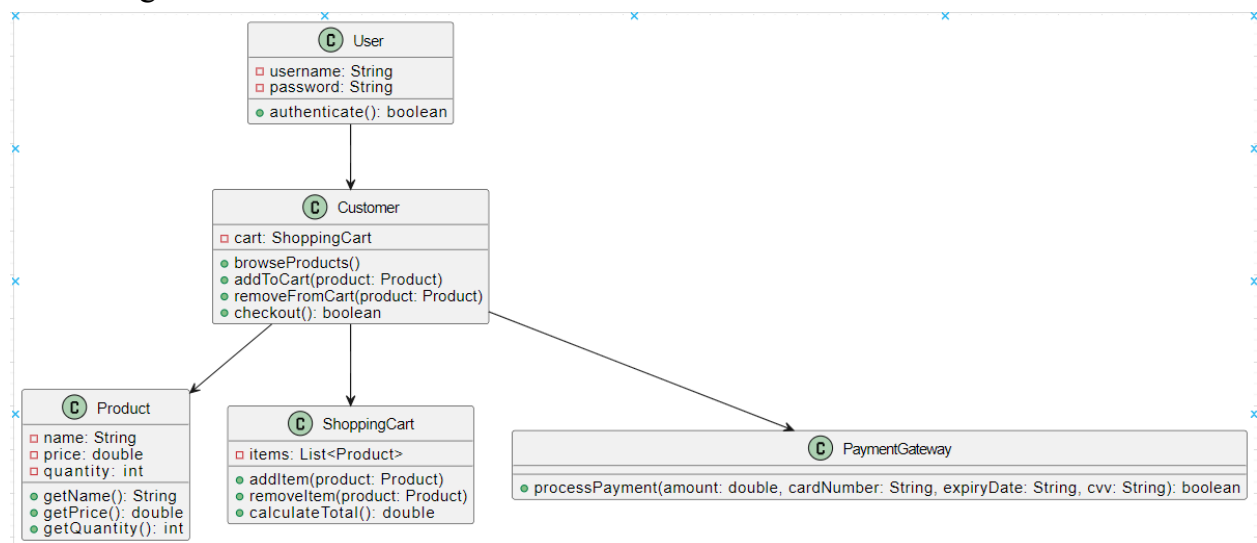 C User
username: String
password: String
authenticate(): boolean
C Customer
cart: ShoppingCart
browseProducts()
addToCart(product: Product)
removeFromCart(product: Product)
checkout(): boolean
C Product
name: String
price: double
quantity: int
getName(): String
getPrice(): double
getQuantity(): int
C ShoppingCart
items: List<Product>
addItem(product: Product)
removeItem(product: Product)
calculateTotal(): double
C PaymentGateway
processPayment(amount: double, cardNumber: String, expiryDate: String, cvv: String): boolean